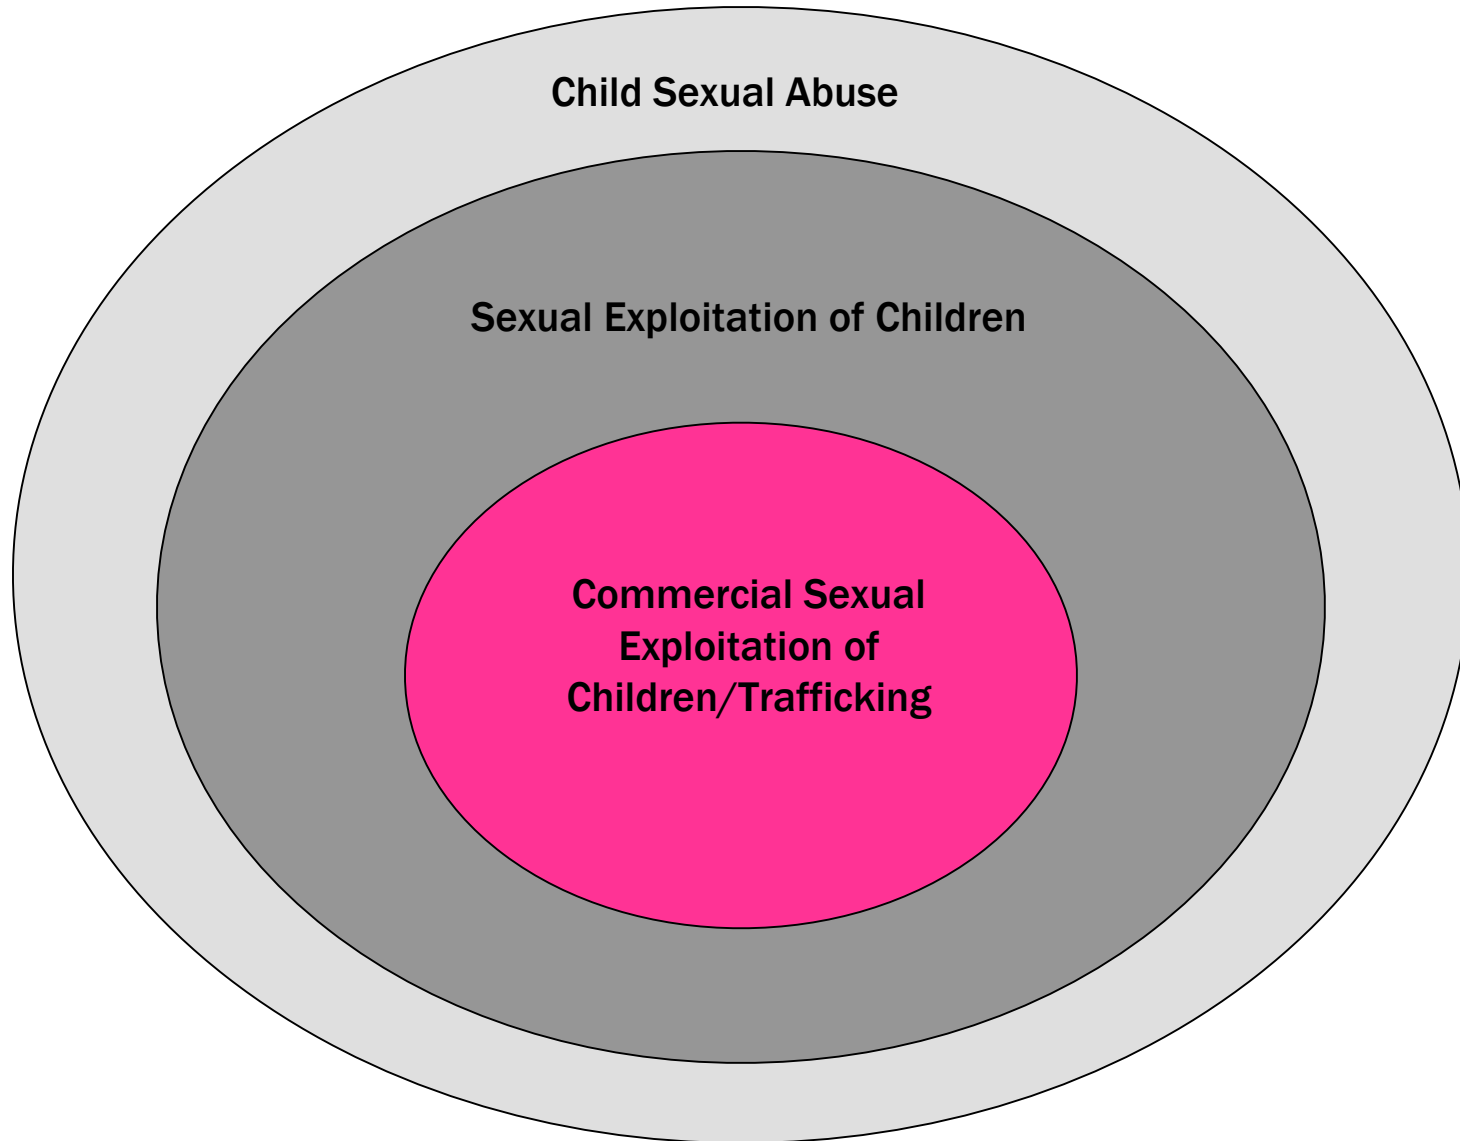 Child Sexual Abuse
Sexual Exploitation of Children
Commercial Sexual
Exploitation of
Children/Trafficking